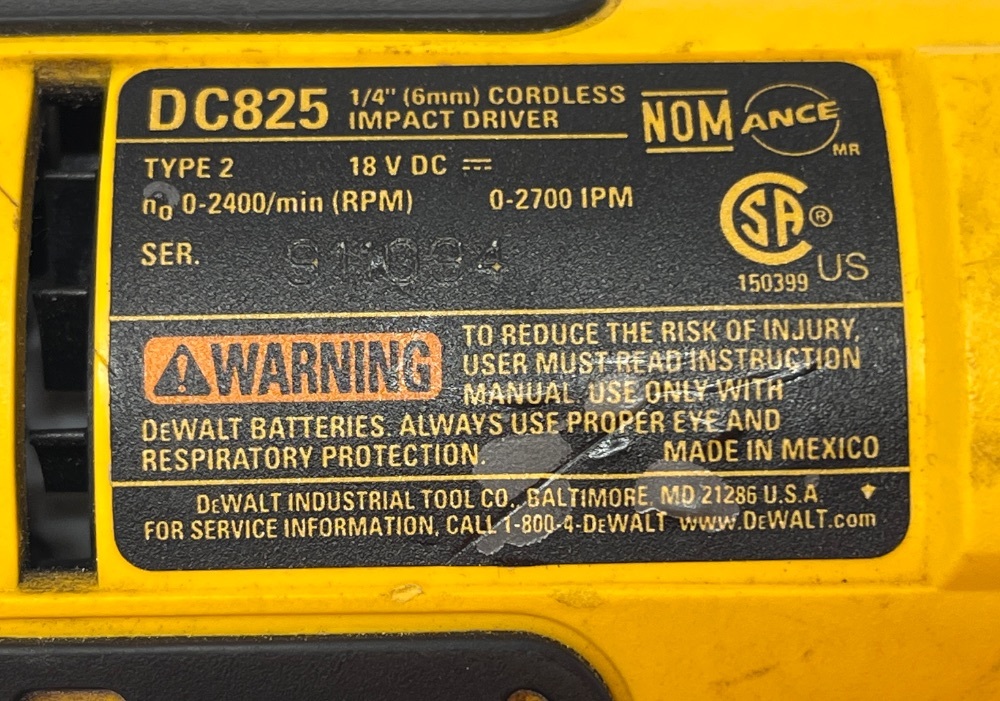 DC825 1/4" (6mm) CORDLESS
IMPACT DRIVER
NOM ANCE
MR
TYPE 2 18 V DC ⎓
n₀ 0-2400/min (RPM) 0-2700 IPM
SER.
CSA ®
150399 US
⚠WARNING TO REDUCE THE RISK OF INJURY,
USER MUST READ INSTRUCTION
MANUAL. USE ONLY WITH
DeWALT BATTERIES. ALWAYS USE PROPER EYE AND
RESPIRATORY PROTECTION. MADE IN MEXICO
DeWALT INDUSTRIAL TOOL CO., BALTIMORE, MD 21286 U.S.A.
FOR SERVICE INFORMATION, CALL 1-800-4-DeWALT www.DeWALT.com